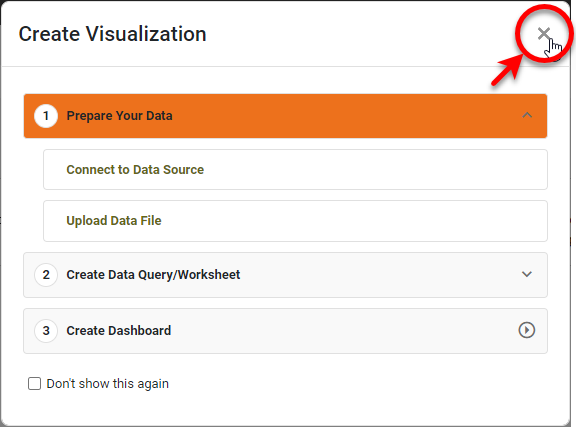 Create Visualization
1 Prepare Your Data
Connect to Data Source
Upload Data File
2 Create Data Query/Worksheet
3 Create Dashboard
Don't show this again